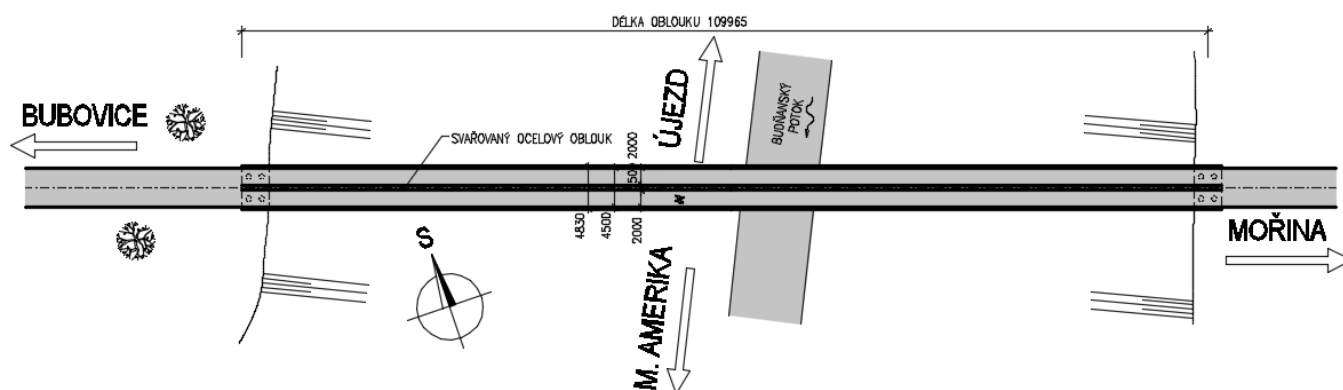 DÉLKA OBLOUKU 109965
BUBOVICE
ÚJEZD
BUDŇANSKÝ
POTOK
SVAŘOVANÝ OCELOVÝ OBLOUK
2000
500
4830
4500
2000
S
MOŘINA
M. AMERIKA